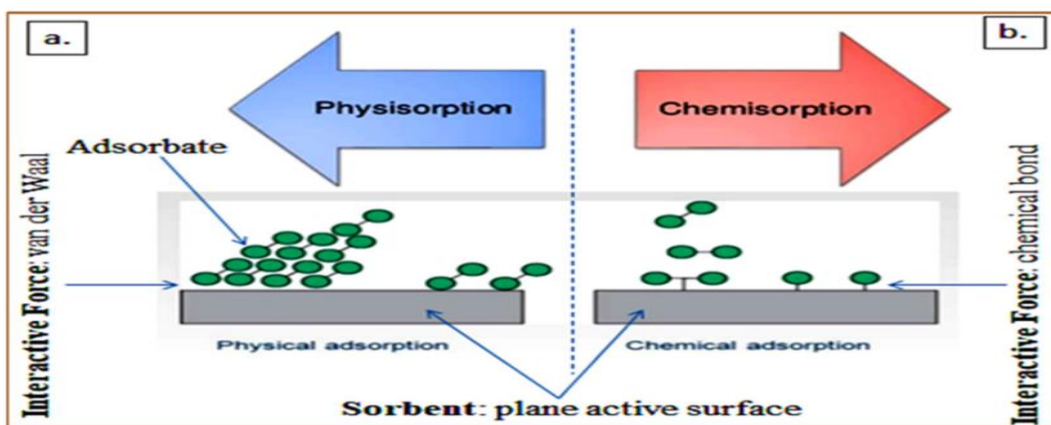 a.
b.
Physisorption
Chemisorption
Adsorbate
Interactive Force: van der Waal
Interactive Force: chemical bond
Physical adsorption
Chemical adsorption
Sorbent: plane active surface